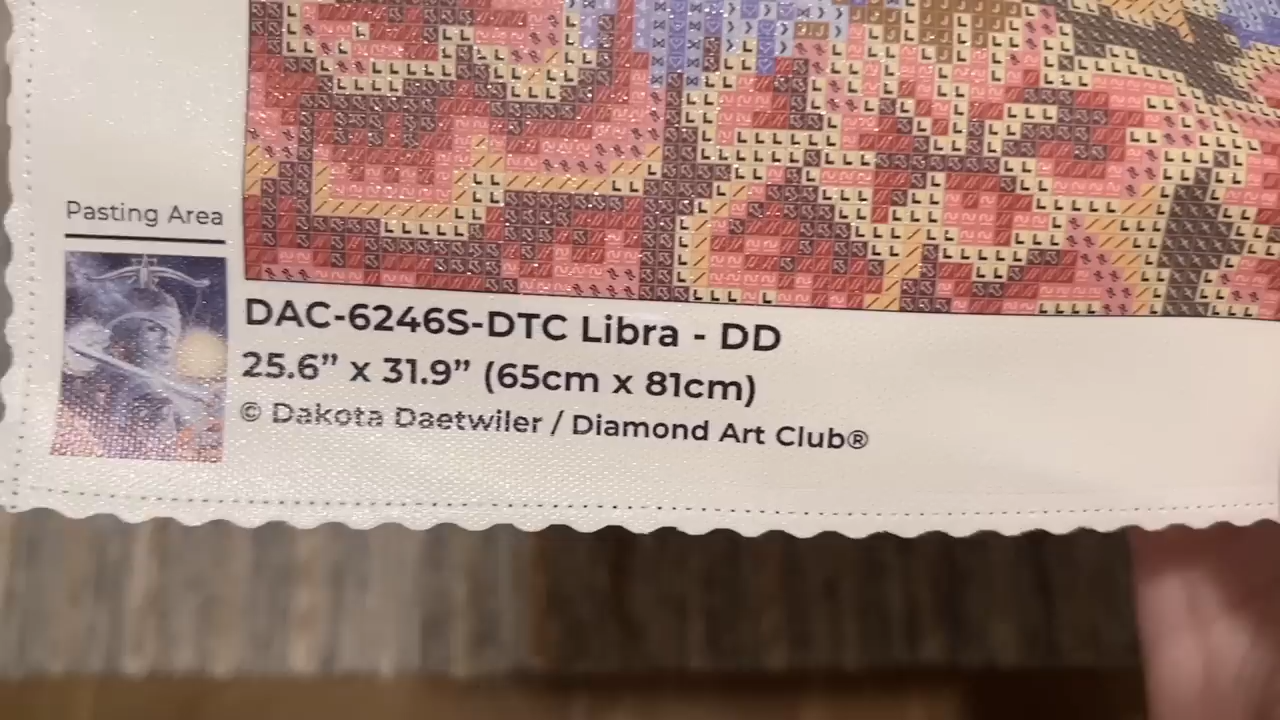 Pasting Area
DAC-6246S-DTC Libra - DD
25.6” x 31.9” (65cm x 81cm)
© Dakota Daetwiler / Diamond Art Club®